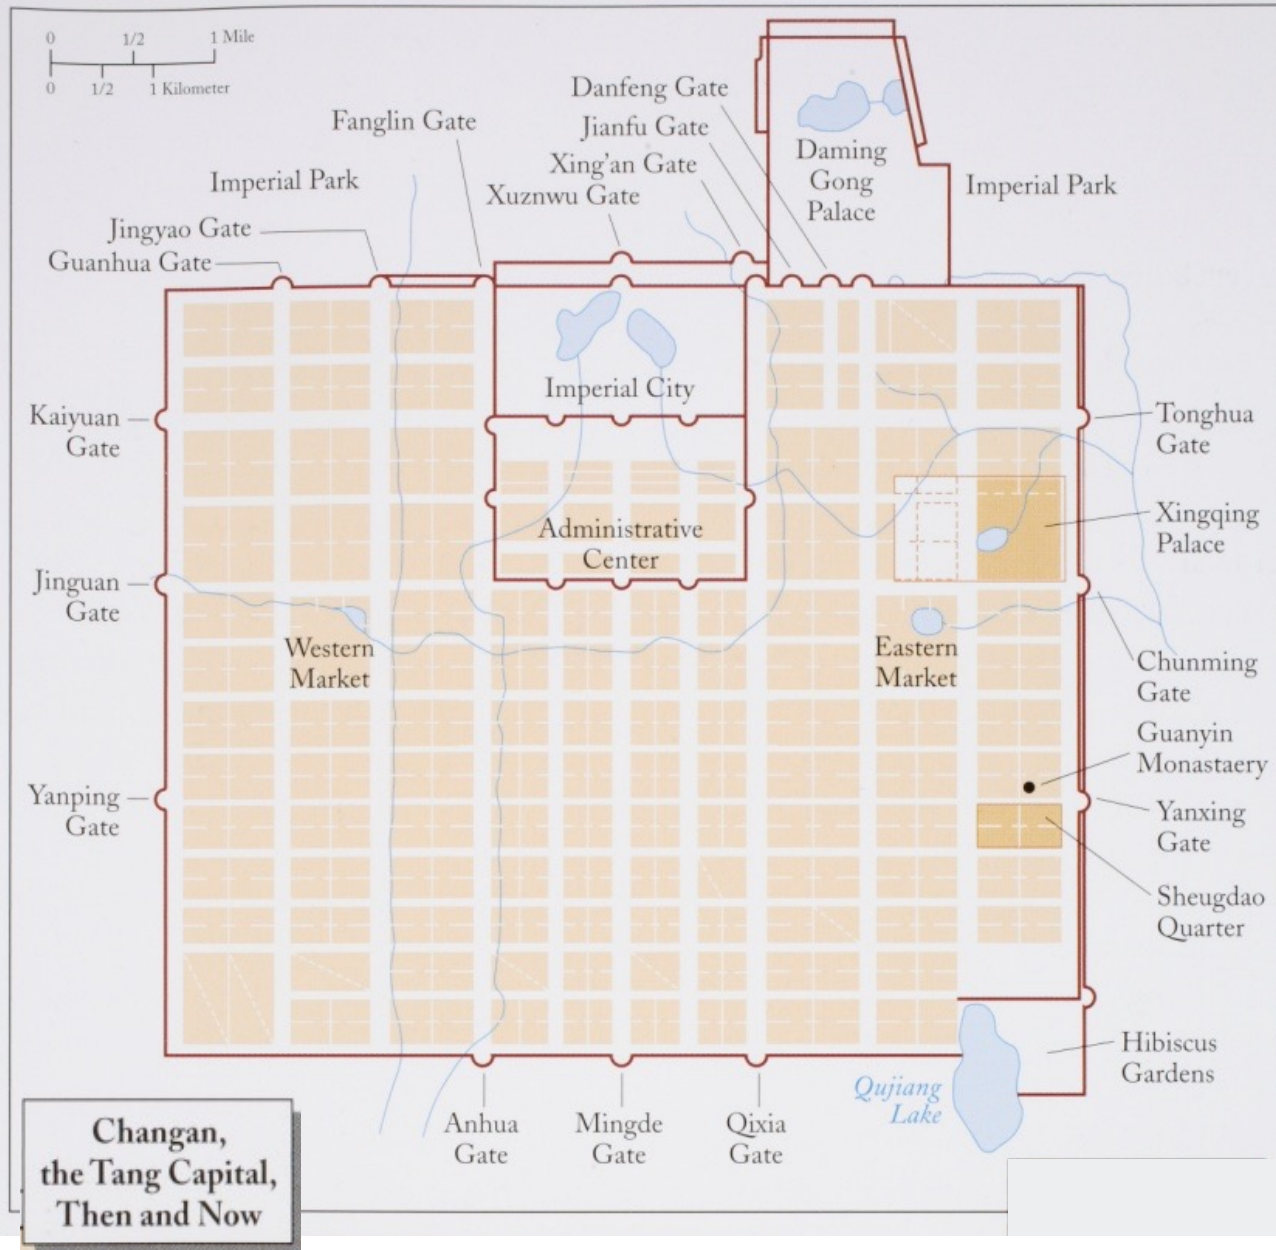 0 1/2 1 Mile
0 1/2 1 Kilometer
Danfeng Gate
Jianfu Gate
Xing'an Gate
Xuznwu Gate
Fanglin Gate
Imperial Park
Jingyao Gate
Guanhua Gate
Daming
Gong
Palace
Imperial Park
Imperial City
Kaiyuan
Gate
Tonghua
Gate
Administrative
Center
Xingqing
Palace
Jinguan
Gate
Western
Market
Eastern
Market
Chunming
Gate
Guanyin
Monastaery
Yanping
Gate
Yanxing
Gate
Sheugdao
Quarter
Hibiscus
Gardens
Qujiang
Lake
Anhua
Gate
Mingde
Gate
Qixia
Gate
Changan,
the Tang Capital,
Then and Now